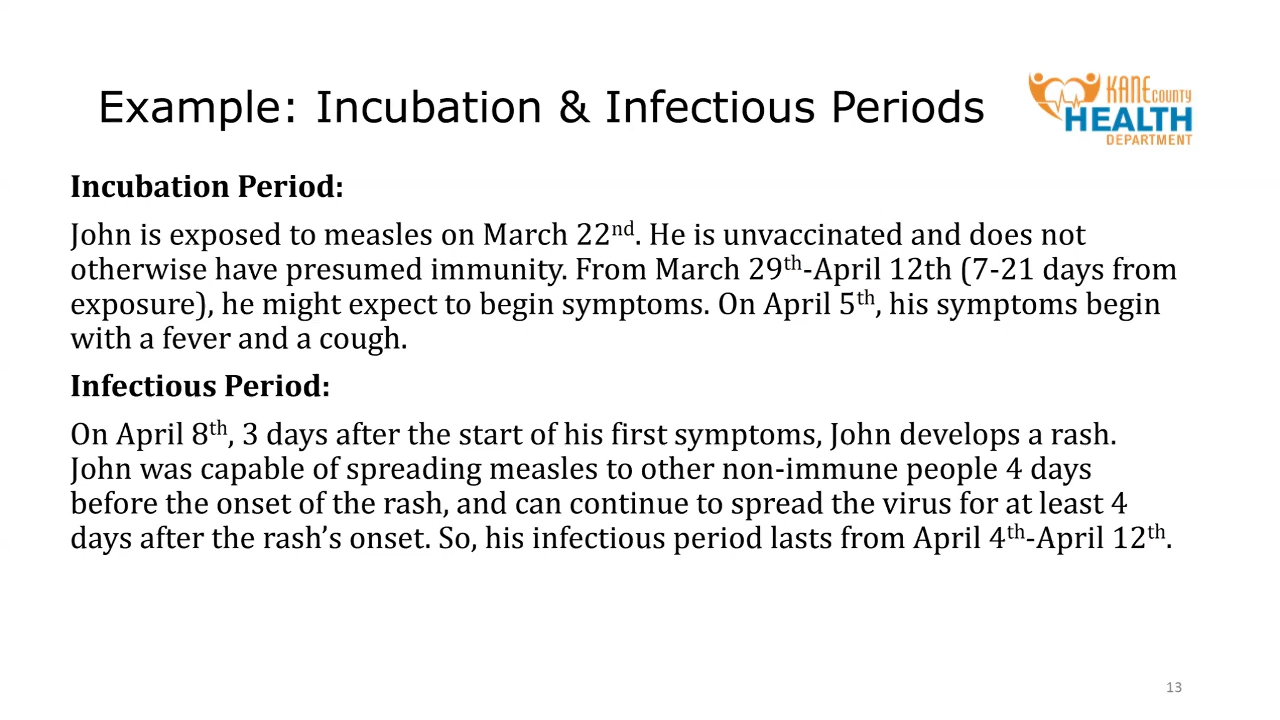 Example: Incubation & Infectious Periods
KANE COUNTY
HEALTH
DEPARTMENT
Incubation Period:
John is exposed to measles on March 22nd. He is unvaccinated and does not
otherwise have presumed immunity. From March 29th-April 12th (7-21 days from
exposure), he might expect to begin symptoms. On April 5th, his symptoms begin
with a fever and a cough.
Infectious Period:
On April 8th, 3 days after the start of his first symptoms, John develops a rash.
John was capable of spreading measles to other non-immune people 4 days
before the onset of the rash, and can continue to spread the virus for at least 4
days after the rash’s onset. So, his infectious period lasts from April 4th-April 12th.
13